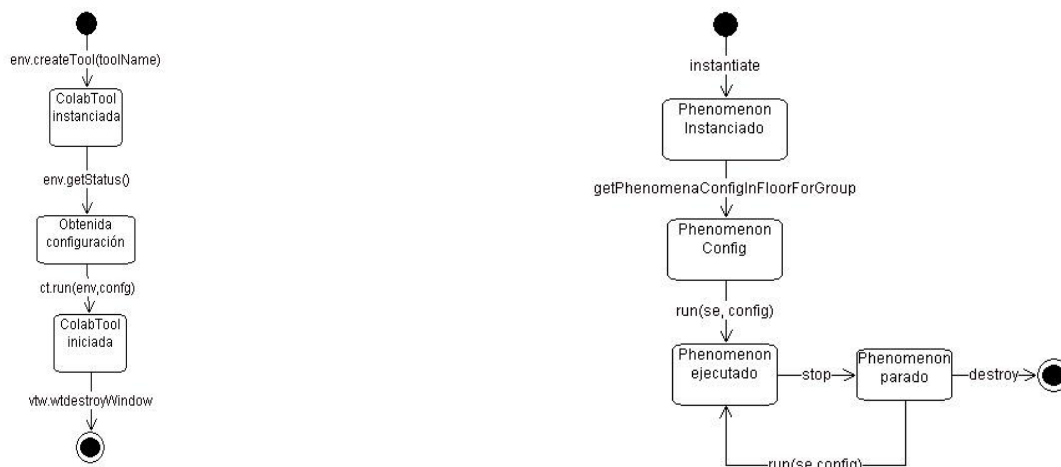 env.createTool(toolName)
ColabTool
instanciada
env.getStatus()
Obtenida
configuración
ct.run(env,confg)
ColabTool
iniciada
vtw.wtdestroyWindow
instantiate
Phenomenon
Instanciado
getPhenomenaConfigInFloorForGroup
Phenomenon
Config
run(se, config)
Phenomenon
ejecutado
stop
Phenomenon
parado
destroy
run(se,config)